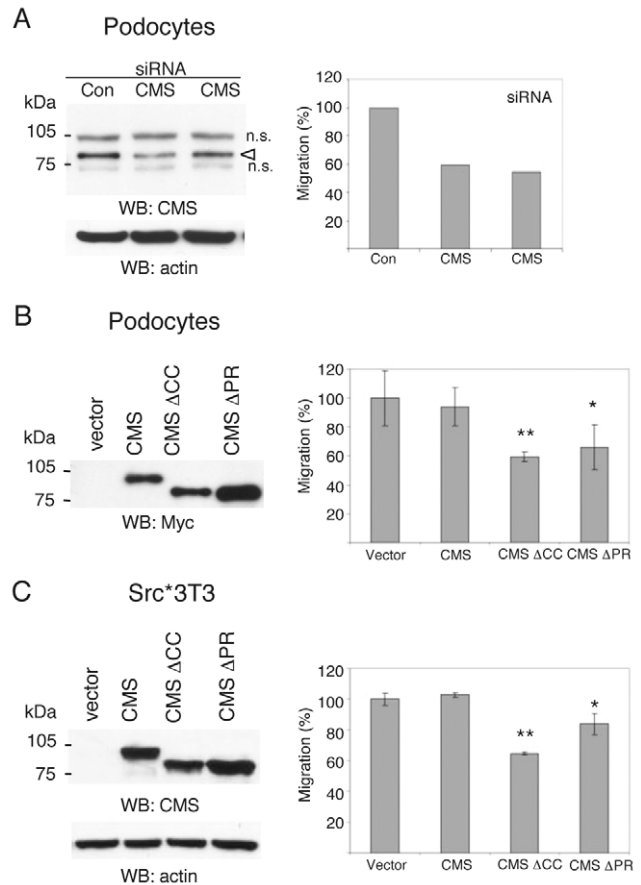 A
Podocytes
siRNA
Con CMS CMS
kDa
105
n.s.
75
n.s.
WB: CMS
WB: actin
120
100
80
60
40
20
Migration (%)
siRNA
Con CMS CMS
B
Podocytes
vector
CMS
CMS ΔCC
CMS ΔPR
kDa
105
75
WB: Myc
120
100
80
60
40
20
Migration (%)
**
*
Vector CMS CMS ΔCC CMS ΔPR
C
Src*3T3
vector
CMS
CMS ΔCC
CMS ΔPR
kDa
105
75
WB: CMS
WB: actin
120
100
80
60
40
20
Migration (%)
**
*
Vector CMS CMS ΔCC CMS ΔPR